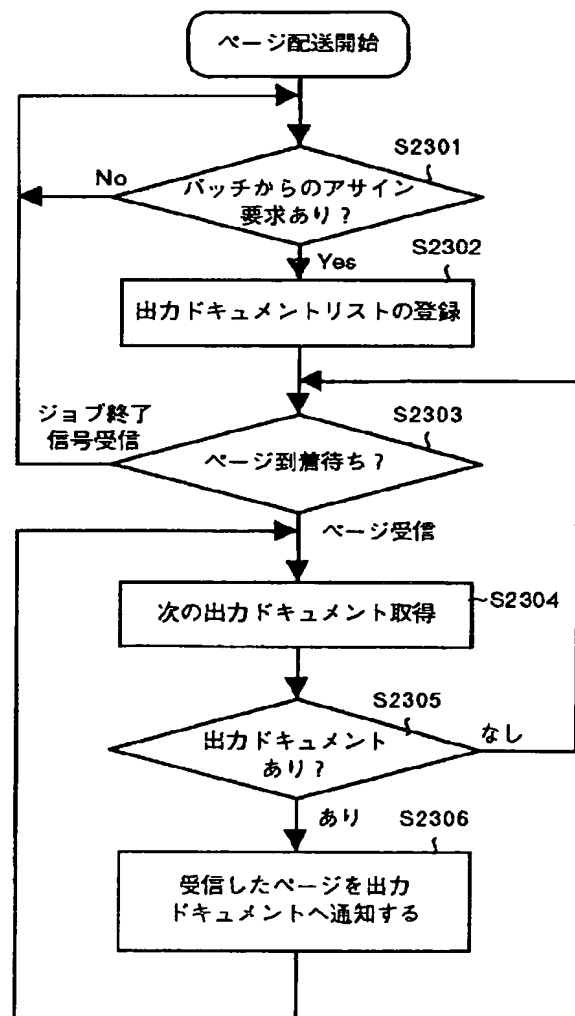 ページ配送開始
S2301
No
バッチからのアサイン
要求あり？
S2302
Yes
出力ドキュメントリストの登録
ジョブ終了
信号受信
S2303
ページ到着待ち？
ページ受信
次の出力ドキュメント取得
S2304
S2305
出力ドキュメント
あり？
なし
あり
S2306
受信したページを出力
ドキュメントへ通知する